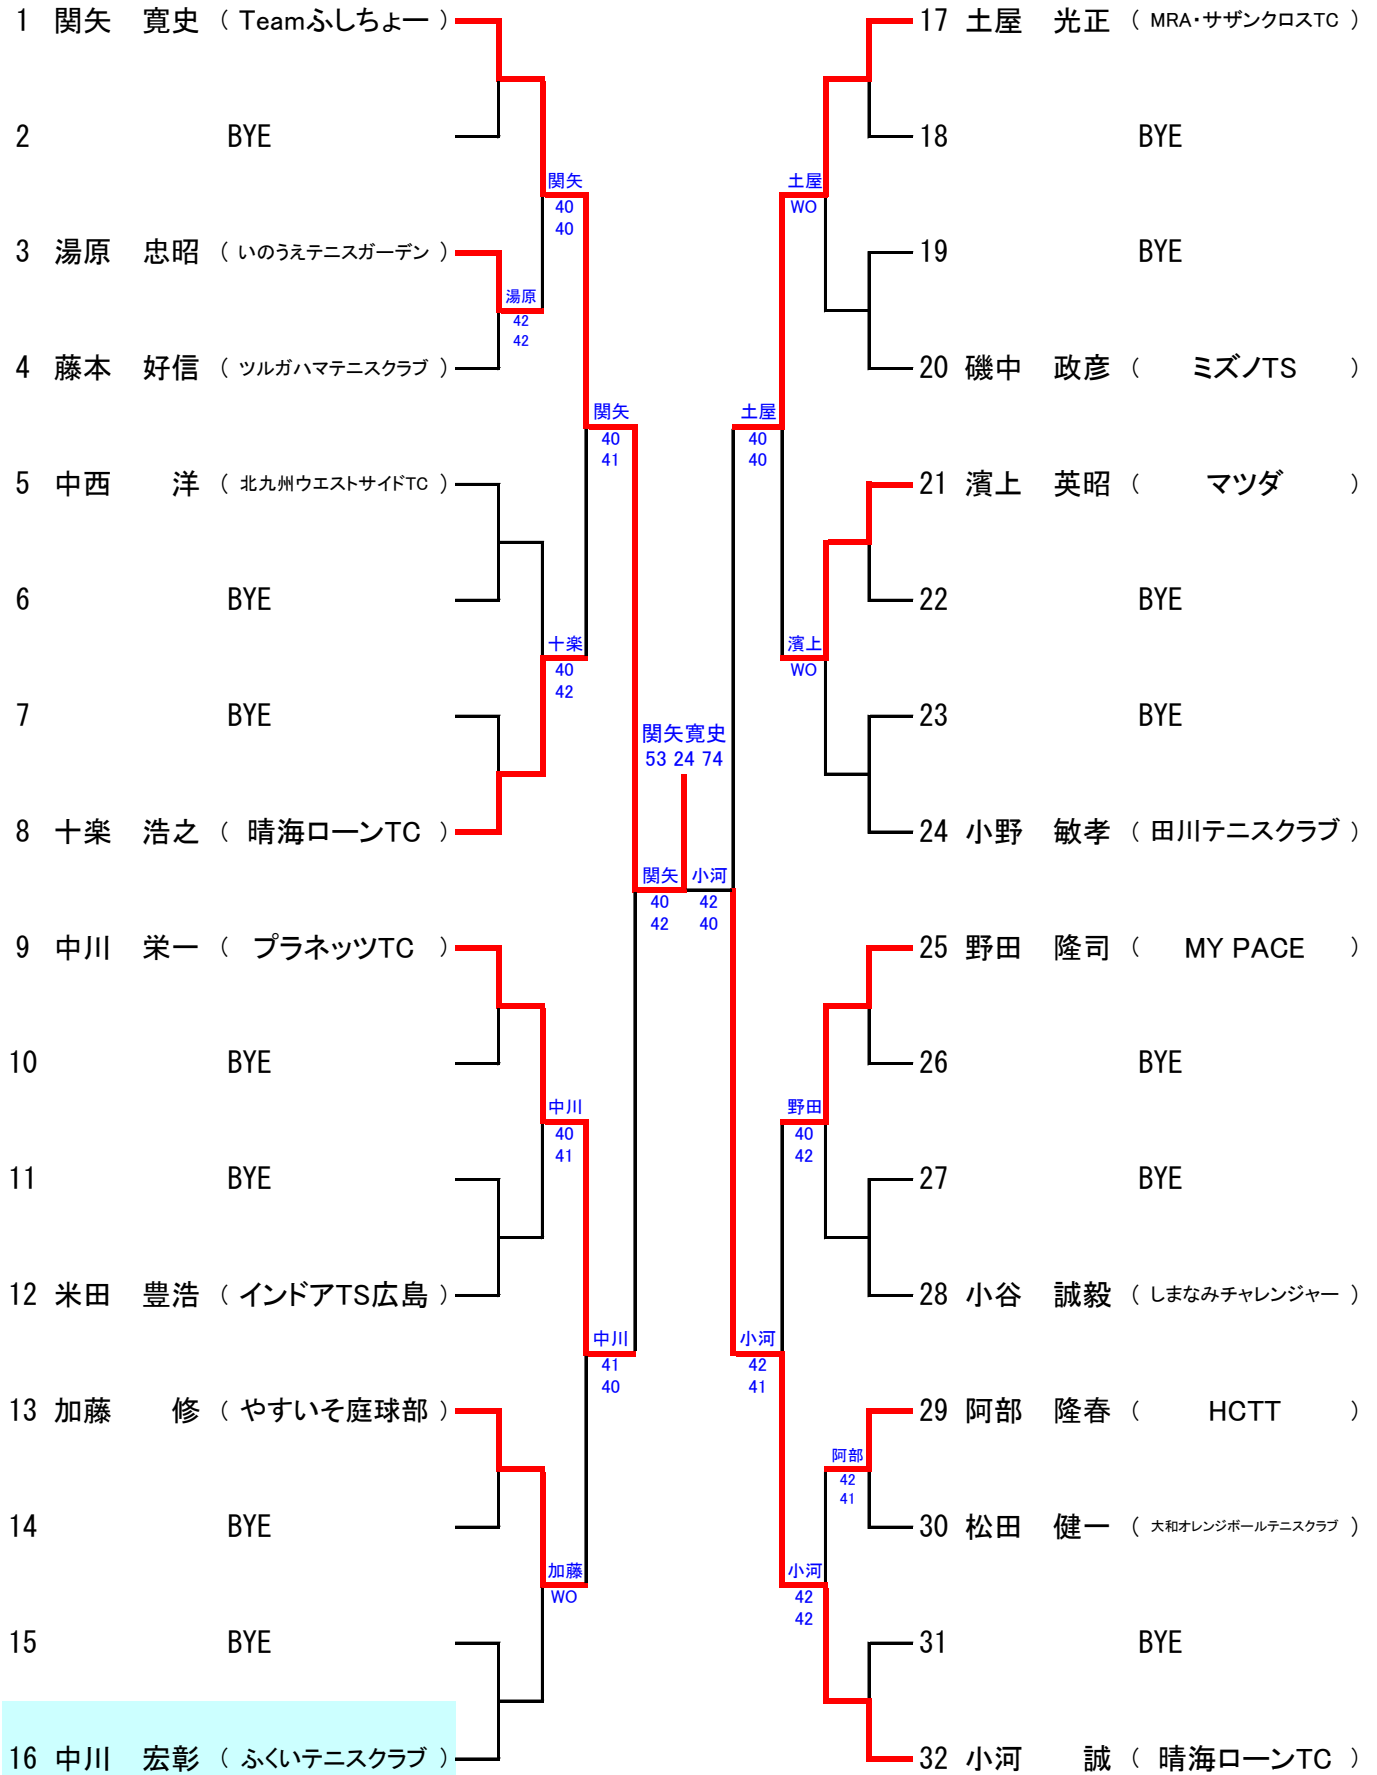 1 関矢　寛史 （ Teamふしちょー ）
2 BYE
関矢
40
40
3 湯原　忠昭 （ いのうえテニスガーデン ）
湯原
42
42
4 藤本　好信 （ ツルガハマテニスクラブ ）
関矢
40
41
5 中西　　洋 （ 北九州ウエストサイドTC ）
6 BYE
十楽
40
42
7 BYE
8 十楽　浩之 （ 晴海ローンTC ）
関矢寛史
53 24 74
関矢
40
42
9 中川　栄一 （ プラネッツTC ）
10 BYE
中川
40
41
11 BYE
12 米田　豊浩 （ インドアTS広島 ）
中川
41
40
13 加藤　　修 （ やすいそ庭球部 ）
14 BYE
加藤
WO
15 BYE
16 中川　宏彰 （ ふくいテニスクラブ ）
17 土屋　光正 （ MRA・サザンクロスTC ）
18 BYE
土屋
WO
19 BYE
20 磯中　政彦 （ ミズノTS ）
土屋
40
40
21 濱上　英昭 （ マツダ ）
22 BYE
濱上
WO
23 BYE
24 小野　敏孝 （ 田川テニスクラブ ）
小河
42
40
25 野田　隆司 （ MY PACE ）
26 BYE
野田
40
42
27 BYE
28 小谷　誠毅 （ しまなみチャレンジャー ）
小河
42
41
29 阿部　隆春 （ HCTT ）
阿部
42
41
30 松田　健一 （ 大和オレンジボールテニスクラブ ）
小河
42
42
31 BYE
32 小河　　誠 （ 晴海ローンTC ）